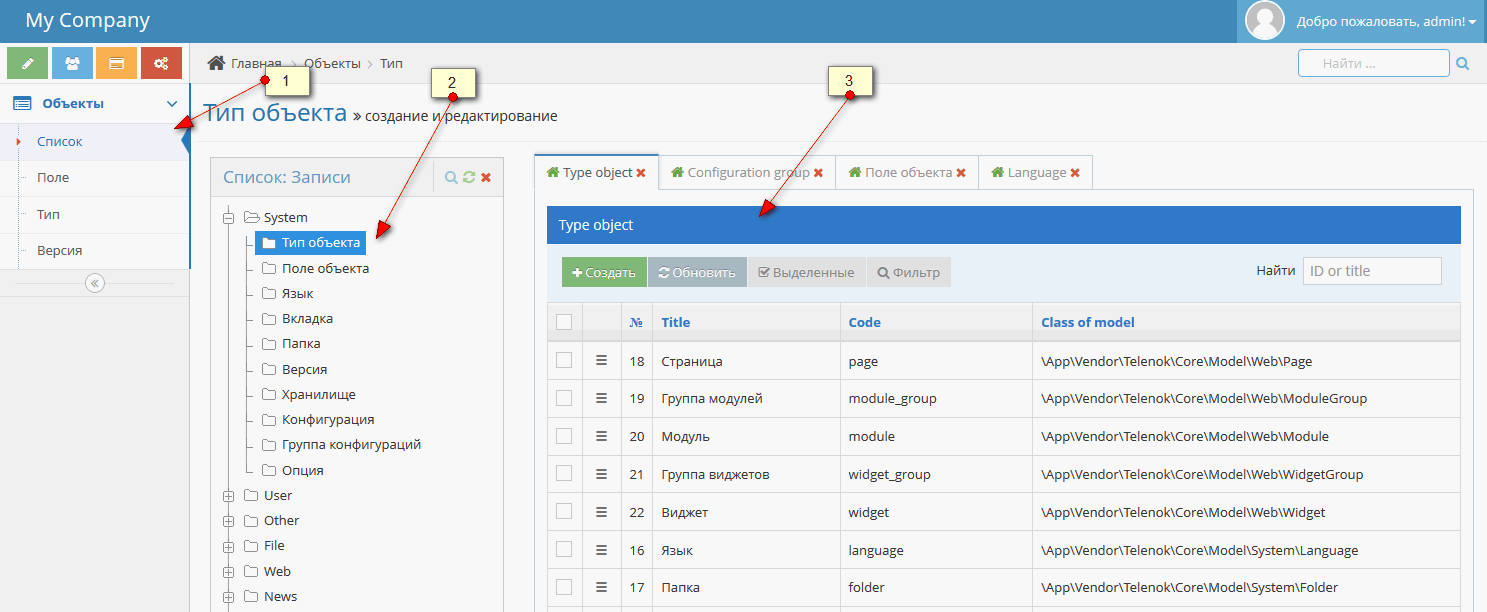 My Company
Добро пожаловать, admin!
Главная > Объекты > Тип
Найти ...
1
2
3
Объекты
Список
Поле
Тип
Версия
Тип объекта » создание и редактирование
Список: Записи
System
Тип объекта
Поле объекта
Язык
Вкладка
Папка
Версия
Хранилище
Конфигурация
Группа конфигураций
Опция
User
Other
File
Web
News
Type object Configuration group Поле объекта Language
Type object
Создать Обновить Выделенные Фильтр Найти ID or title
№ Title Code Class of model
18 Страница page \App\Vendor\Telenok\Core\Model\Web\Page
19 Группа модулей module_group \App\Vendor\Telenok\Core\Model\Web\ModuleGroup
20 Модуль module \App\Vendor\Telenok\Core\Model\Web\Module
21 Группа виджетов widget_group \App\Vendor\Telenok\Core\Model\Web\WidgetGroup
22 Виджет widget \App\Vendor\Telenok\Core\Model\Web\Widget
16 Язык language \App\Vendor\Telenok\Core\Model\System\Language
17 Папка folder \App\Vendor\Telenok\Core\Model\System\Folder